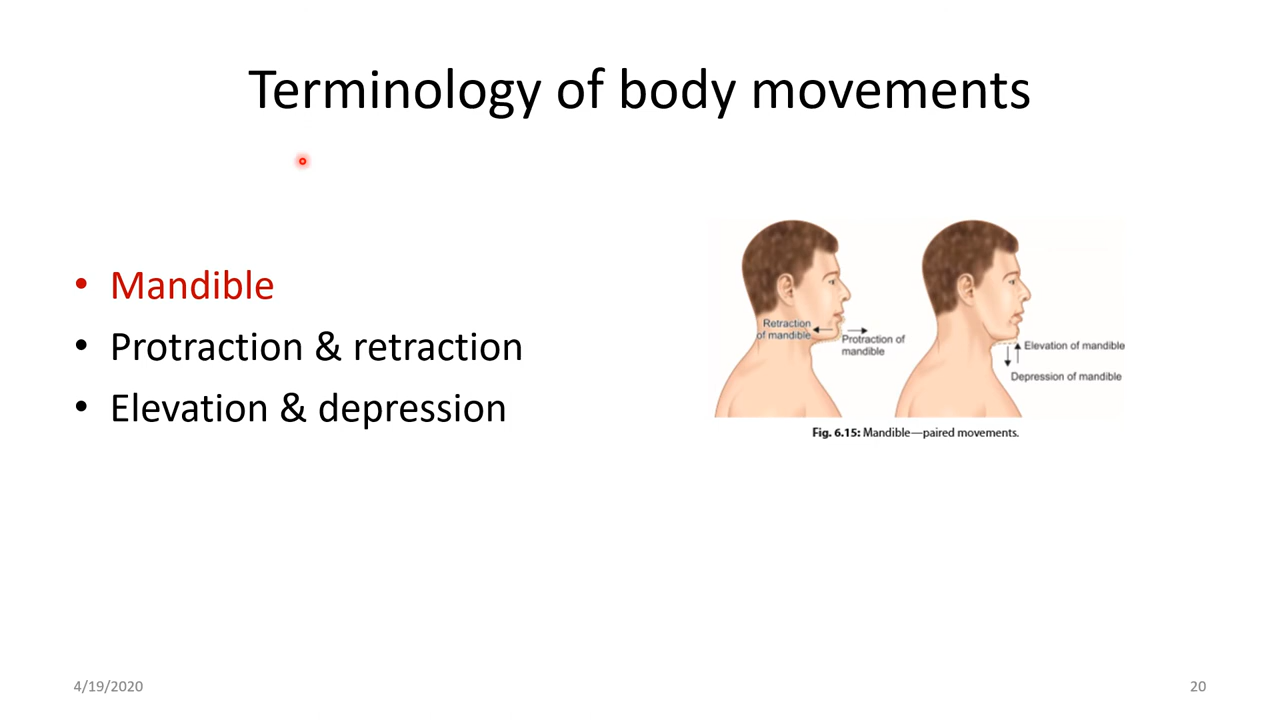 Terminology of body movements
• Mandible
• Protraction & retraction
• Elevation & depression
Retraction
of mandible
Protraction of
mandible
Elevation of mandible
Depression of mandible
Fig. 6.15: Mandible—paired movements.
4/19/2020
20